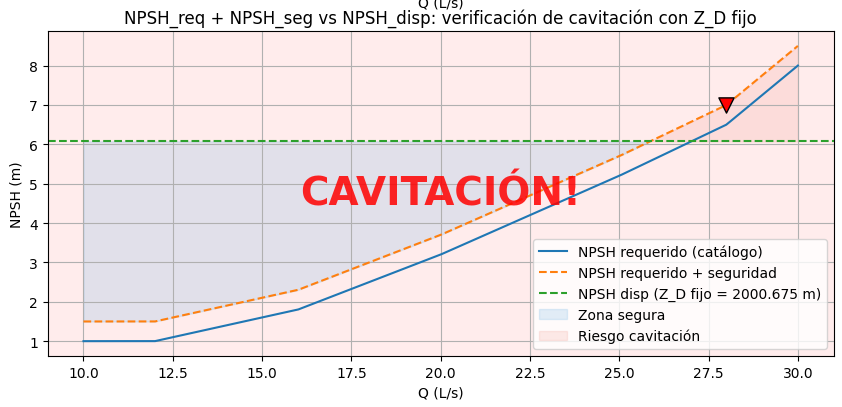 Q (L/s)
NPSH_req + NPSH_seg vs NPSH_disp: verificación de cavitación con Z_D fijo
NPSH (m)
8
7
6
5
4
3
2
1
CAVITACIÓN!
NPSH requerido (catálogo)
NPSH requerido + seguridad
NPSH disp (Z_D fijo = 2000.675 m)
Zona segura
Riesgo cavitación
10.0 12.5 15.0 17.5 20.0 22.5 25.0 27.5 30.0
Q (L/s)